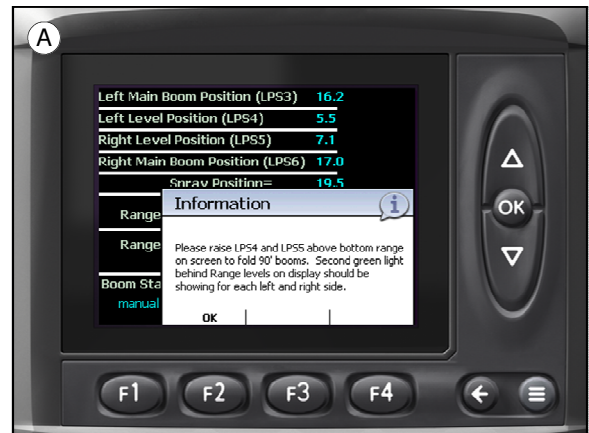 A
Left Main Boom Position (LPS3) 16.2
Left Level Position (LPS4) 5.5
Right Level Position (LPS5) 7.1
Right Main Boom Position (LPS6) 17.0
Spray Position= 19.5
Information
Range
Range
Please raise LPS4 and LPS5 above bottom range
on screen to fold 90' booms. Second green light
behind Range levels on display should be
showing for each left and right side.
Boom Sta
manual
OK
OK
F1 F2 F3 F4